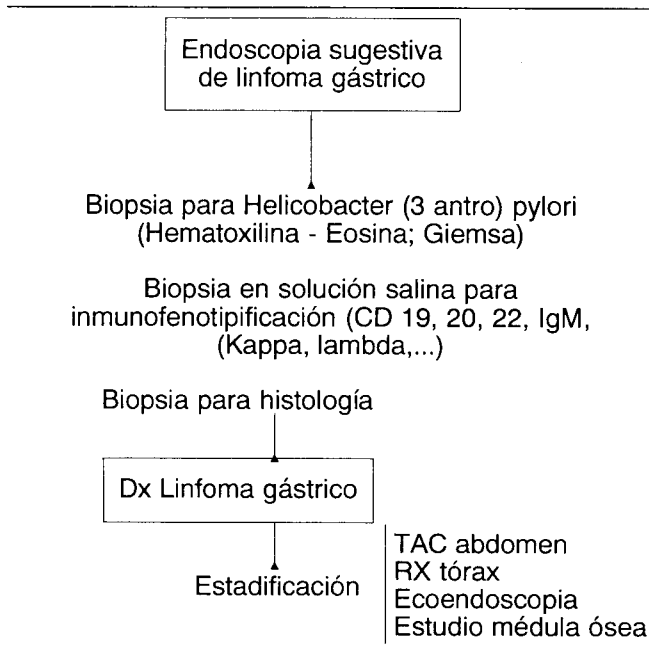 Endoscopia sugestiva
de linfoma gástrico
Biopsia para Helicobacter (3 antro) pylori
(Hematoxilina - Eosina; Giemsa)
Biopsia en solución salina para
inmunofenotipificación (CD 19, 20, 22, IgM,
(Kappa, lambda,...)
Biopsia para histología
Dx Linfoma gástrico
Estadificación
TAC abdomen
RX tórax
Ecoendoscopia
Estudio médula ósea